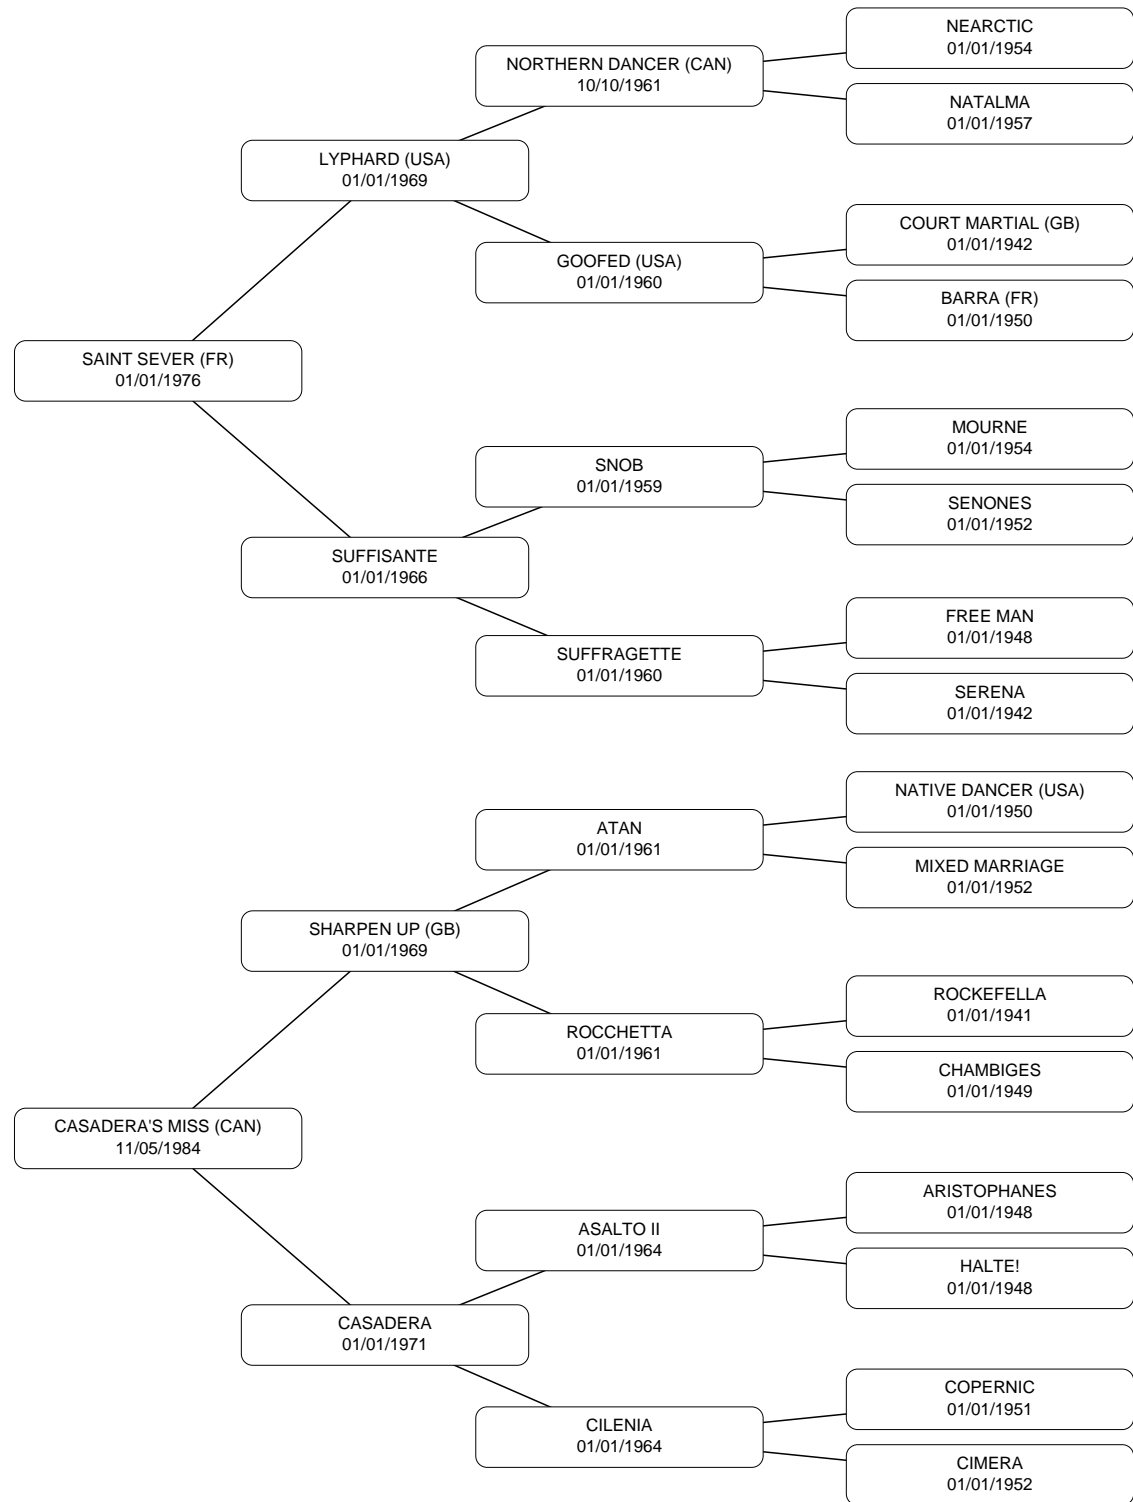 NEARCTIC
01/01/1954
NORTHERN DANCER (CAN)
10/10/1961
NATALMA
01/01/1957
LYPHARD (USA)
01/01/1969
COURT MARTIAL (GB)
01/01/1942
GOOFED (USA)
01/01/1960
BARRA (FR)
01/01/1950
SAINT SEVER (FR)
01/01/1976
MOURNE
01/01/1954
SNOB
01/01/1959
SENONES
01/01/1952
SUFFISANTE
01/01/1966
FREE MAN
01/01/1948
SUFFRAGETTE
01/01/1960
SERENA
01/01/1942
NATIVE DANCER (USA)
01/01/1950
ATAN
01/01/1961
MIXED MARRIAGE
01/01/1952
SHARPEN UP (GB)
01/01/1969
ROCKEFELLA
01/01/1941
ROCCHETTA
01/01/1961
CHAMBIGES
01/01/1949
CASADERA'S MISS (CAN)
11/05/1984
ARISTOPHANES
01/01/1948
ASALTO II
01/01/1964
HALTE!
01/01/1948
CASADERA
01/01/1971
COPERNIC
01/01/1951
CILENIA
01/01/1964
CIMERA
01/01/1952